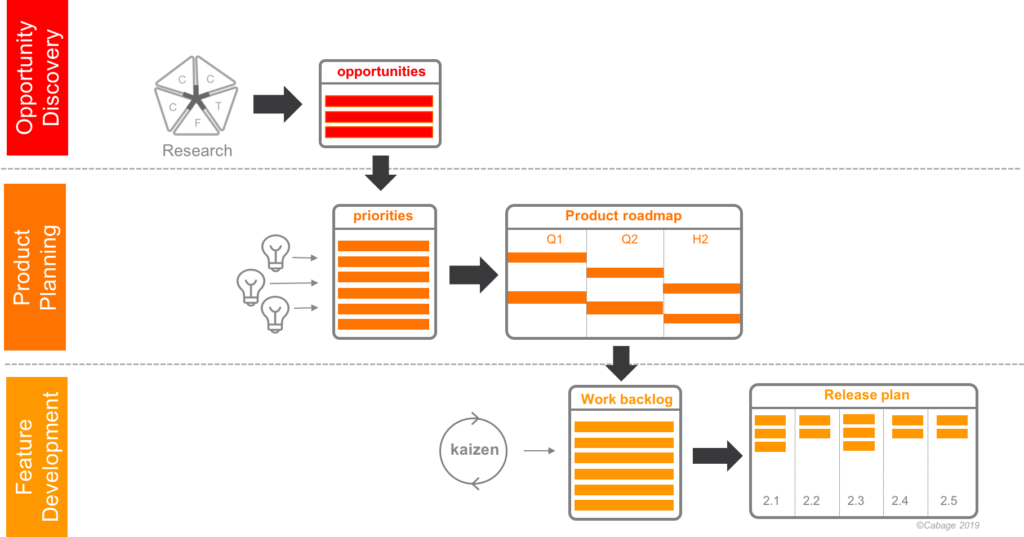 Opportunity
Discovery
C
C
C
T
F
Research
opportunities
Product
Planning
priorities
Product roadmap
Q1
Q2
H2
Feature
Development
kaizen
Work backlog
Release plan
2.1
2.2
2.3
2.4
2.5
©Cabage 2019